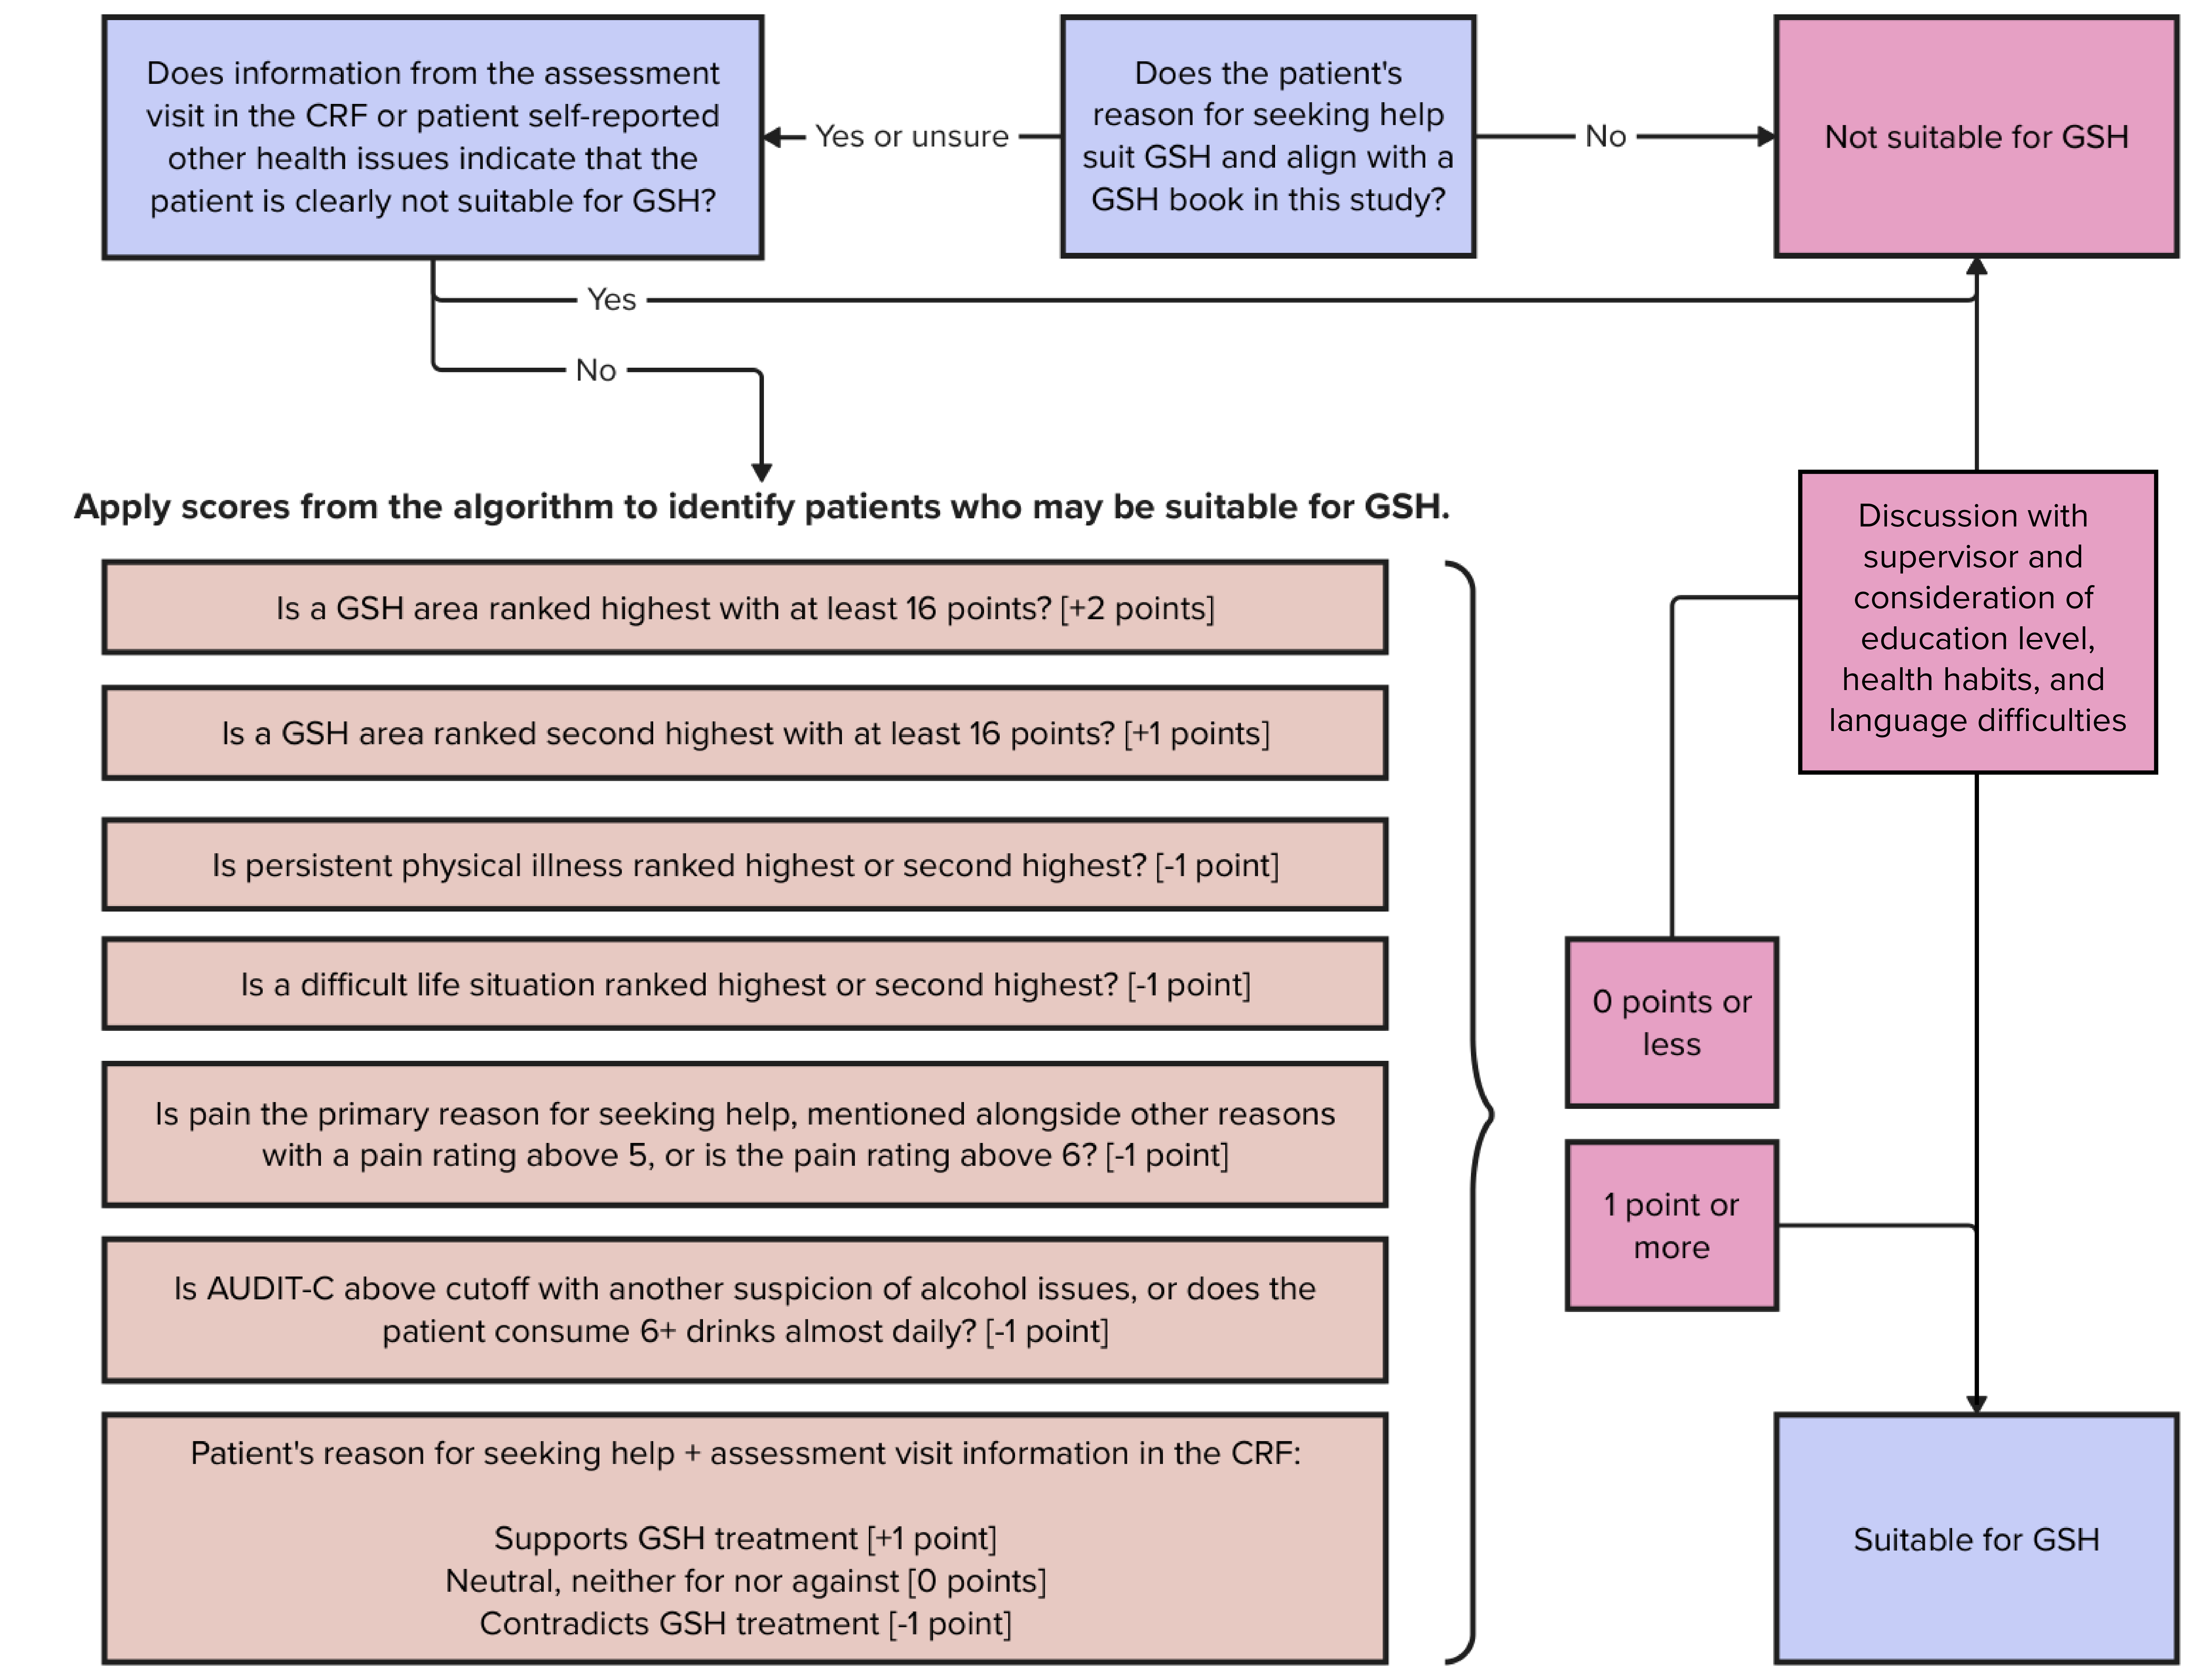 Does information from the assessment
visit in the CRF or patient self-reported
other health issues indicate that the
patient is clearly not suitable for GSH?
Yes or unsure
Does the patient's
reason for seeking help
suit GSH and align with a
GSH book in this study?
No
Not suitable for GSH
Yes
No
Apply scores from the algorithm to identify patients who may be suitable for GSH.
Is a GSH area ranked highest with at least 16 points? [+2 points]
Is a GSH area ranked second highest with at least 16 points? [+1 points]
Is persistent physical illness ranked highest or second highest? [-1 point]
Is a difficult life situation ranked highest or second highest? [-1 point]
Is pain the primary reason for seeking help, mentioned alongside other reasons
with a pain rating above 5, or is the pain rating above 6? [-1 point]
Is AUDIT-C above cutoff with another suspicion of alcohol issues, or does the
patient consume 6+ drinks almost daily? [-1 point]
Patient's reason for seeking help + assessment visit information in the CRF:
Supports GSH treatment [+1 point]
Neutral, neither for nor against [0 points]
Contradicts GSH treatment [-1 point]
Discussion with
supervisor and
consideration of
education level,
health habits, and
language difficulties
0 points or
less
1 point or
more
Suitable for GSH